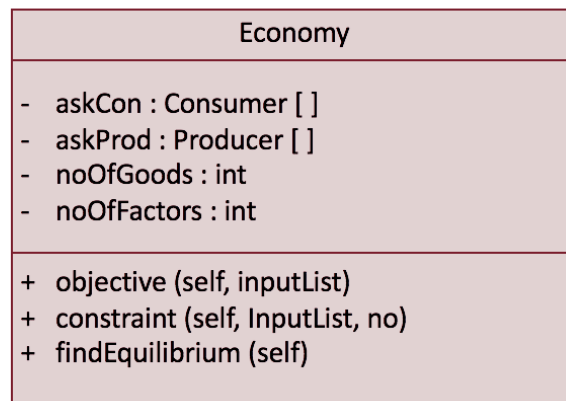 Economy
- askCon : Consumer [ ]
- askProd : Producer [ ]
- noOfGoods : int
- noOfFactors : int
+ objective (self, inputList)
+ constraint (self, InputList, no)
+ findEquilibrium (self)